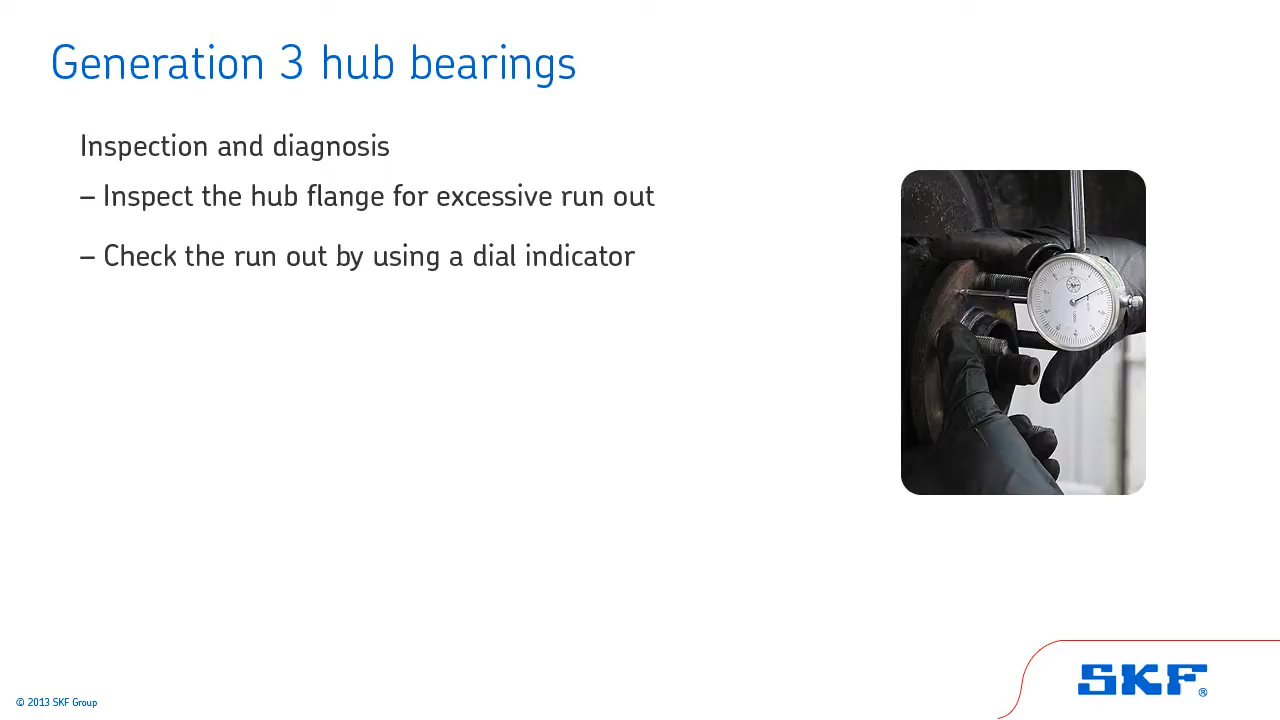 Generation 3 hub bearings
Inspection and diagnosis
– Inspect the hub flange for excessive run out
– Check the run out by using a dial indicator
© 2013 SKF Group
SKF®